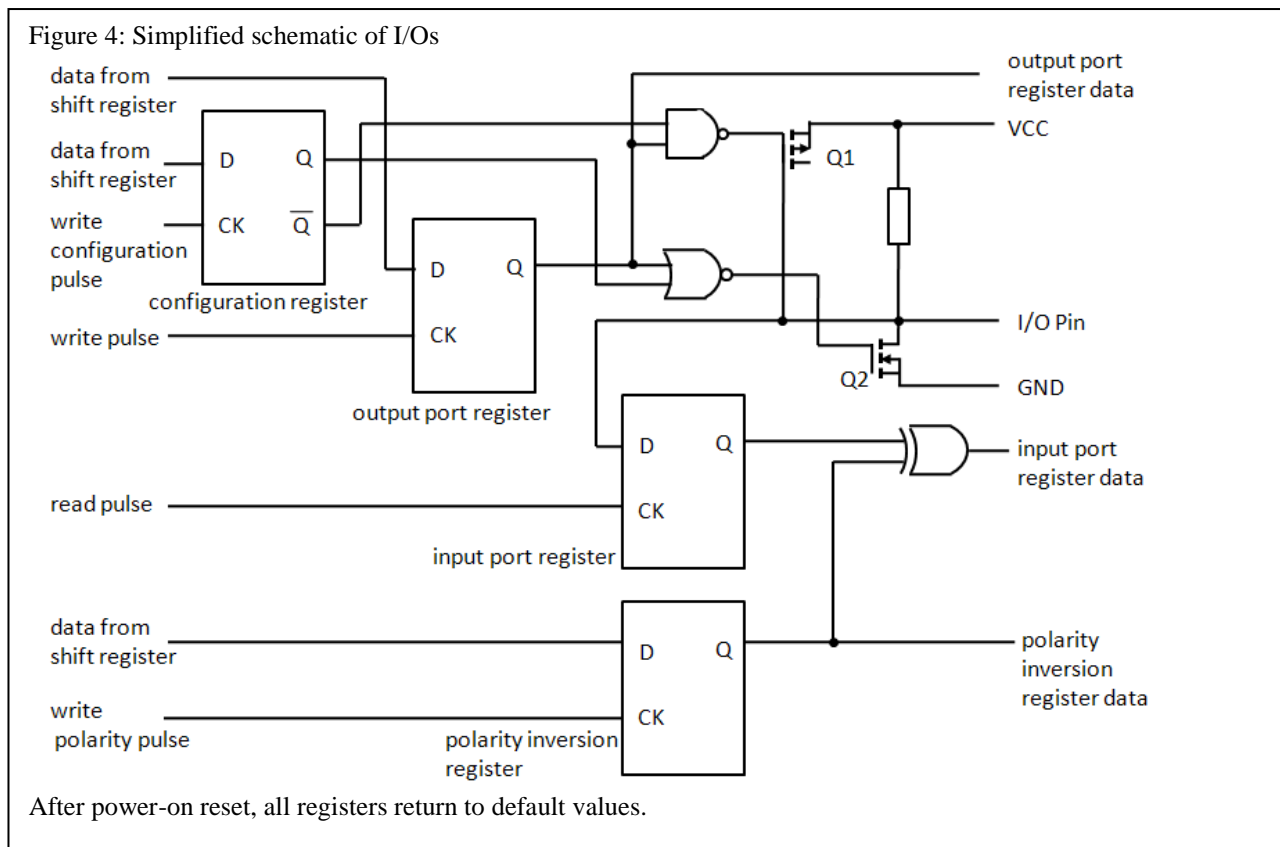 Figure 4: Simplified schematic of I/Os
data from
shift register
output port
register data
VCC
data from
shift register
D
Q
Q1
write
configuration
pulse
CK
Q
configuration register
D
Q
write pulse
CK
I/O Pin
Q2
GND
output port register
D
Q
input port
register data
read pulse
CK
input port register
data from
shift register
D
Q
polarity
inversion
register data
write
polarity pulse
CK
polarity inversion
register
After power-on reset, all registers return to default values.